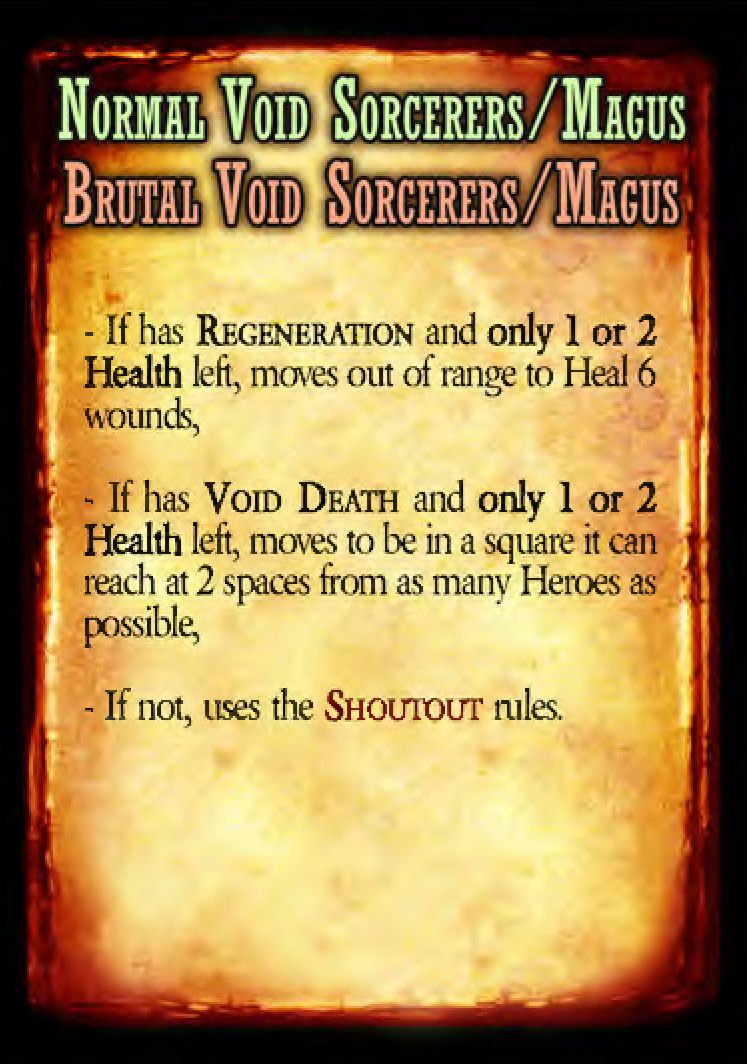 Normal Void Sorcerers/Magus
Brutal Void Sorcerers/Magus
- If has Regeneration and only 1 or 2
Health left, moves out of range to Heal 6
wounds,
- If has Void Death and only 1 or 2
Health left, moves to be in a square it can
reach at 2 spaces from as many Heroes as
possible,
- If not, uses the Shoutout rules.